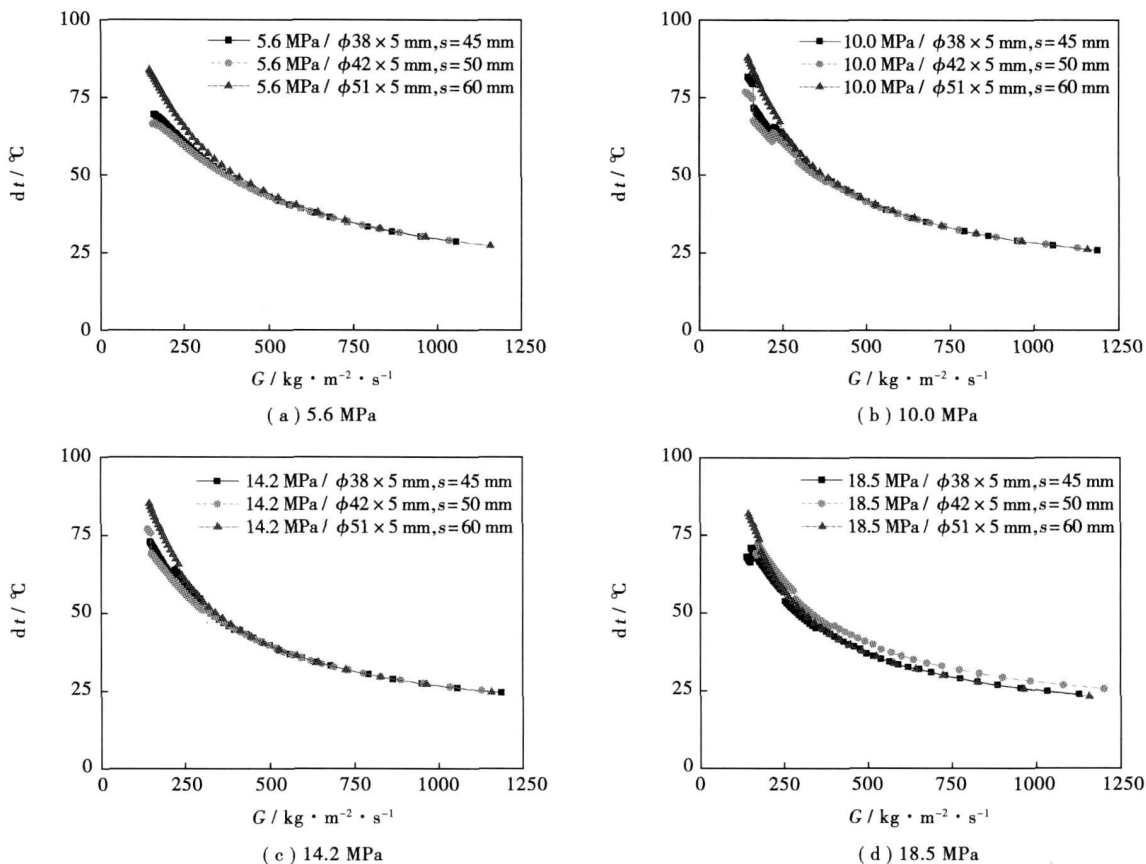 100
75
50
25
0
dt / ℃
5.6 MPa / ϕ38 × 5 mm, s = 45 mm
5.6 MPa / ϕ42 × 5 mm, s = 50 mm
5.6 MPa / ϕ51 × 5 mm, s = 60 mm
0 250 500 750 1000 1250
G / kg · m⁻² · s⁻¹
( a ) 5.6 MPa
100
75
50
25
0
dt / ℃
10.0 MPa / ϕ38 × 5 mm, s = 45 mm
10.0 MPa / ϕ42 × 5 mm, s = 50 mm
10.0 MPa / ϕ51 × 5 mm, s = 60 mm
0 250 500 750 1000 1250
G / kg · m⁻² · s⁻¹
( b ) 10.0 MPa
100
75
50
25
0
dt / ℃
14.2 MPa / ϕ38 × 5 mm, s = 45 mm
14.2 MPa / ϕ42 × 5 mm, s = 50 mm
14.2 MPa / ϕ51 × 5 mm, s = 60 mm
0 250 500 750 1000 1250
G / kg · m⁻² · s⁻¹
( c ) 14.2 MPa
100
75
50
25
0
dt / ℃
18.5 MPa / ϕ38 × 5 mm, s = 45 mm
18.5 MPa / ϕ42 × 5 mm, s = 50 mm
18.5 MPa / ϕ51 × 5 mm, s = 60 mm
0 250 500 750 1000 1250
G / kg · m⁻² · s⁻¹
( d ) 18.5 MPa